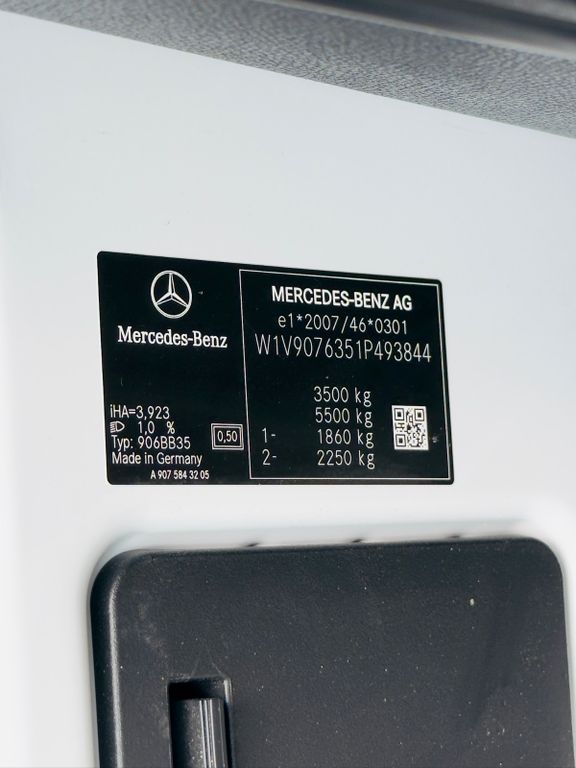 Mercedes-Benz
iHA=3,923
1.0 %
Typ: 906BB35
Made in Germany
A 907 584 32 05
0,50
MERCEDES-BENZ AG
e1*2007/46*0301
W1V9076351P493844
3500 kg
5500 kg
1- 1860 kg
2- 2250 kg